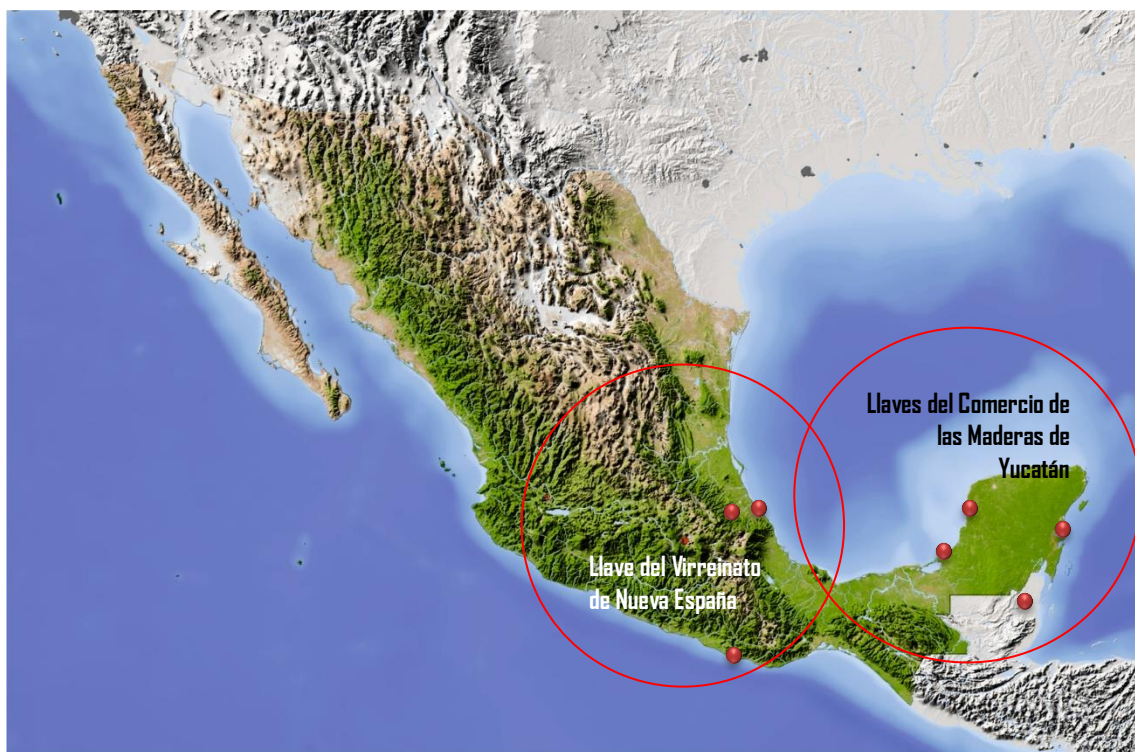 Llaves del Comercio de
las Maderas de
Yucatán
Llave del Virreinato
de Nueva España